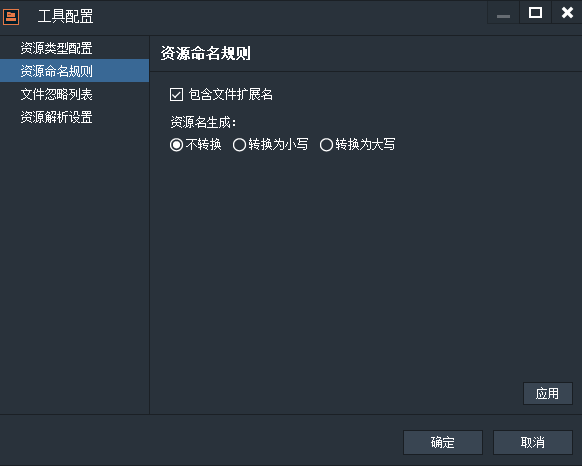 工具配置
资源类型配置
资源命名规则
文件忽略列表
资源解析设置
资源命名规则
包含文件扩展名
资源名生成：
不转换 转换为小写 转换为大写
应用
确定 取消